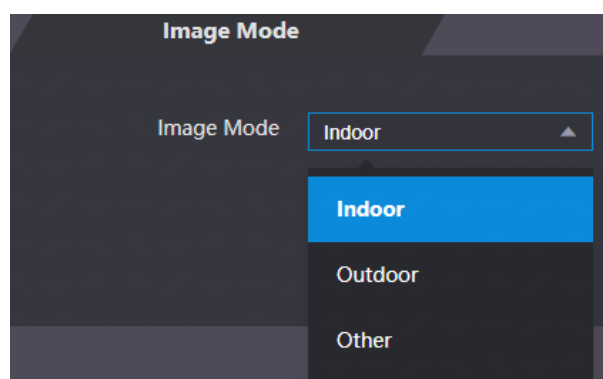 Image Mode
Image Mode Indoor
Indoor
Outdoor
Other